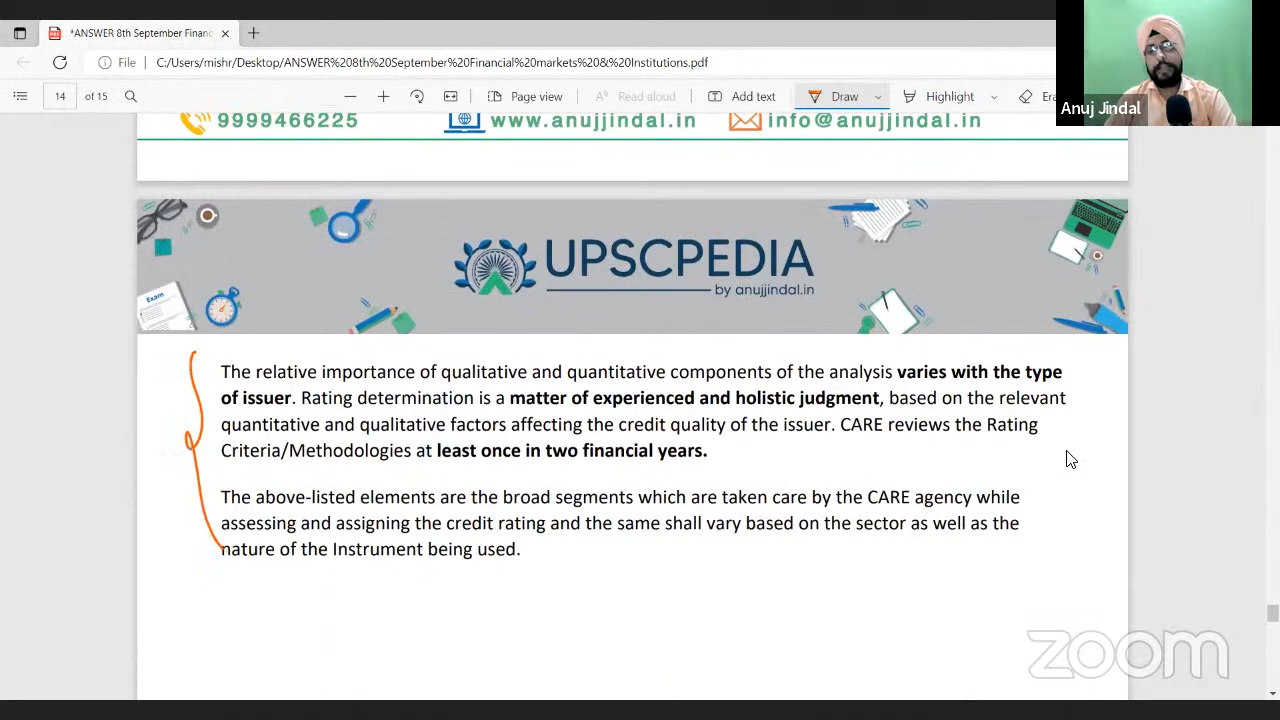 *ANSWER 8th September Financ
File
C:/Users/mishr/Desktop/ANSWER%208th%20September%20Financial%20markets%20&%20Institutions.pdf
14 of 15
Page view
Read aloud
Add text
Draw
Highlight
Anuj Jindal
9999466225
www.anujjindal.in
info@anujjindal.in
Exam
UPSCPEDIA
by anujjindal.in
The relative importance of qualitative and quantitative components of the analysis varies with the type
of issuer. Rating determination is a matter of experienced and holistic judgment, based on the relevant
quantitative and qualitative factors affecting the credit quality of the issuer. CARE reviews the Rating
Criteria/Methodologies at least once in two financial years.
The above-listed elements are the broad segments which are taken care by the CARE agency while
assessing and assigning the credit rating and the same shall vary based on the sector as well as the
nature of the Instrument being used.
zoom